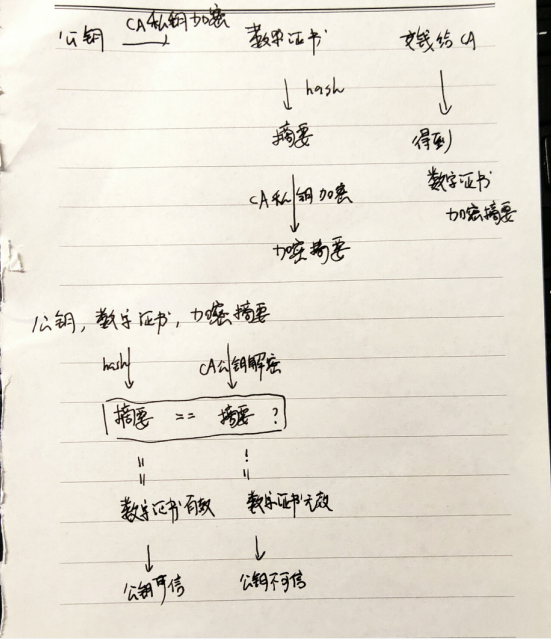 公钥 CA私钥加密 数字证书 交钱给CA
hash
摘要 得到
数字证书
CA私钥加密 加密摘要
加密摘要
公钥，数字证书，加密摘要
hash CA公钥解密
摘要 == 摘要 ?
== !=
数字证书有效 数字证书无效
公钥可信 公钥不可信